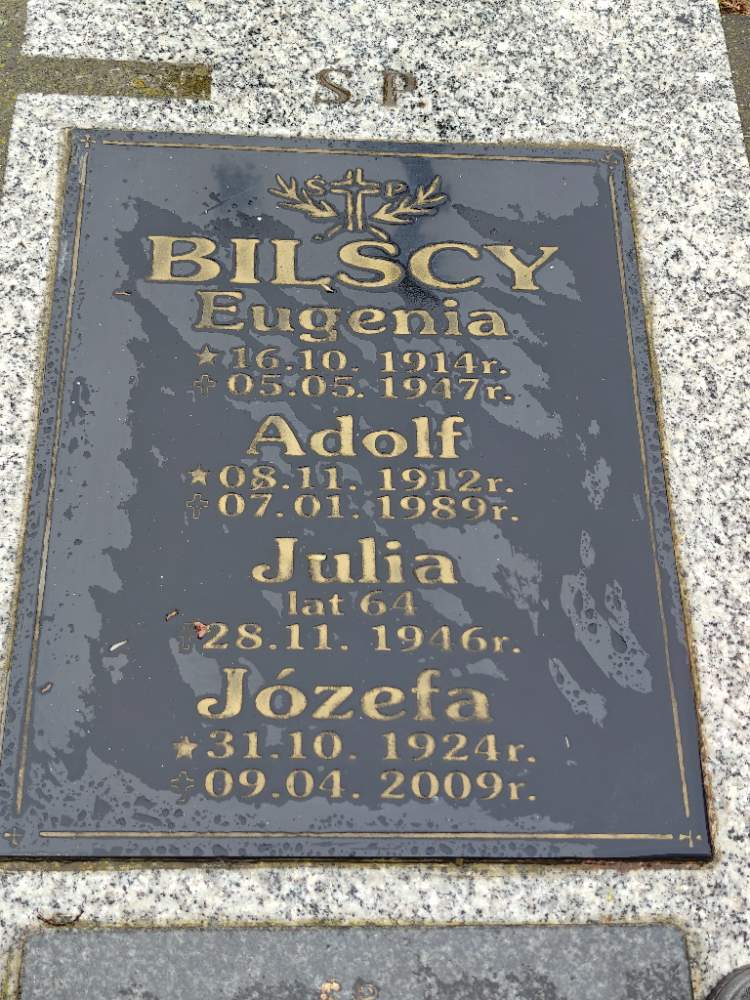 S. P.
Ś P
BILSCY
Eugenia
16.10. 1914r.
05.05. 1947r.
Adolf
08.11. 1912r.
07.01. 1989r.
Julia
lat 64
28.11. 1946r.
Józefa
31.10. 1924r.
09.04. 2009r.